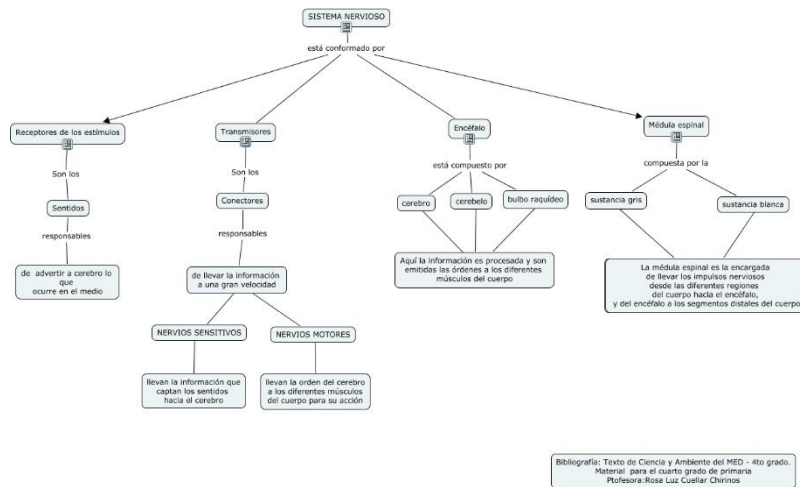 SISTEMA NERVIOSO
está conformado por
Receptores de los estímulos
Transmisores
Encéfalo
Médula espinal
Son los
Son los
está compuesto por
compuesta por la
Sentidos
Conectores
cerebro
cerebelo
bulbo raquídeo
sustancia gris
sustancia blanca
responsables
responsables
de advertir a cerebro lo
que
ocurre en el medio
de llevar la información
a una gran velocidad
Aquí la información es procesada y son
emitidas las órdenes a los diferentes
músculos del cuerpo
La médula espinal es la encargada
de llevar los impulsos nerviosos
desde las diferentes regiones
del cuerpo hacia el encéfalo,
y del encéfalo a los segmentos distales del cuerpo
NERVIOS SENSITIVOS
NERVIOS MOTORES
llevan la información que
captan los sentidos
hacia el cerebro
llevan la orden del cerebro
a los diferentes músculos
del cuerpo para su acción
Bibliografía: Texto de Ciencia y Ambiente del MED - 4to grado.
Material para el cuarto grado de primaria
Ptofesora:Rosa Luz Cuellar Chirinos